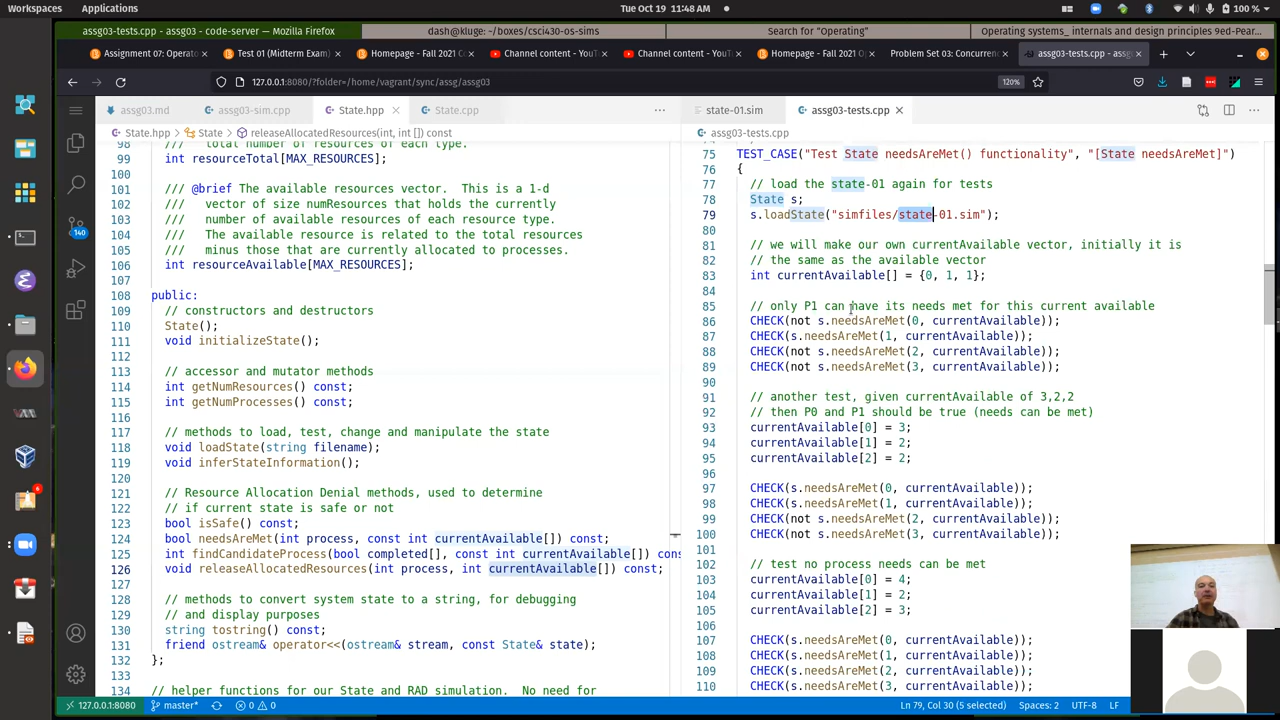 Workspaces Applications Tue Oct 19 11:48 AM 100 %
assg03-tests.cpp - assg03 - code-server — Mozilla Firefox dash@kluge: ~/boxes/csci430-os-sims Search for "Operating" Operating systems_ internals and design principles 9ed-Pear...
Assignment 07: Operat Test 01 (Midterm Exam) Homepage - Fall 2021 O Channel content - YouTu Channel content - YouTu Homepage - Fall 2021 Op Problem Set 03: Concurrenc assg03-tests.cpp - assg
127.0.0.1:8080/?folder=/home/vagrant/sync/assg/assg03 120%
assg03.md assg03-sim.cpp State.hpp State.cpp state-01.sim assg03-tests.cpp
State.hpp > State > releaseAllocatedResources(int, int []) const
98 total number of resources of each type.
99 int resourceTotal[MAX_RESOURCES];
100
101 /// @brief The available resources vector. This is a 1-d
102 /// vector of size numResources that holds the currently
103 /// number of available resources of each resource type.
104 /// The available resource is related to the total resources
105 /// minus those that are currently allocated to processes.
106 int resourceAvailable[MAX_RESOURCES];
107
108 public:
109 // constructors and destructors
110 State();
111 void initializeState();
112
113 // accessor and mutator methods
114 int getNumResources() const;
115 int getNumProcesses() const;
116
117 // methods to load, test, change and manipulate the state
118 void loadState(string filename);
119 void inferStateInformation();
120
121 // Resource Allocation Denial methods, used to determine
122 // if current state is safe or not
123 bool isSafe() const;
124 bool needsAreMet(int process, const int currentAvailable[]) const;
125 int findCandidateProcess(bool completed[], const int currentAvailable[]) cons
126 void releaseAllocatedResources(int process, int currentAvailable[]) const;
127
128 // methods to convert system state to a string, for debugging
129 // and display purposes
130 string tostring() const;
131 friend ostream& operator<<(ostream& stream, const State& state);
132 };
133
134 // helper functions for our State and RAD simulation. No need for
assg03-tests.cpp
75 TEST_CASE("Test State needsAreMet() functionality", "[State needsAreMet]")
76 {
77 // load the state-01 again for tests
78 State s;
79 s.loadState("simfiles/state-01.sim");
80
81 // we will make our own currentAvailable vector, initially it is
82 // the same as the available vector
83 int currentAvailable[] = {0, 1, 1};
84
85 // only P1 can have its needs met for this current available
86 CHECK(not s.needsAreMet(0, currentAvailable));
87 CHECK(s.needsAreMet(1, currentAvailable));
88 CHECK(not s.needsAreMet(2, currentAvailable));
89 CHECK(not s.needsAreMet(3, currentAvailable));
90
91 // another test, given currentAvailable of 3,2,2
92 // then P0 and P1 should be true (needs can be met)
93 currentAvailable[0] = 3;
94 currentAvailable[1] = 2;
95 currentAvailable[2] = 2;
96
97 CHECK(s.needsAreMet(0, currentAvailable));
98 CHECK(s.needsAreMet(1, currentAvailable));
99 CHECK(not s.needsAreMet(2, currentAvailable));
100 CHECK(not s.needsAreMet(3, currentAvailable));
101
102 // test no process needs can be met
103 currentAvailable[0] = 4;
104 currentAvailable[1] = 2;
105 currentAvailable[2] = 3;
106
107 CHECK(s.needsAreMet(0, currentAvailable));
108 CHECK(s.needsAreMet(1, currentAvailable));
109 CHECK(s.needsAreMet(2, currentAvailable));
110 CHECK(s.needsAreMet(3, currentAvailable));
140
6
127.0.0.1:8080 master* 0 0 Ln 79, Col 30 (5 selected) Spaces: 2 UTF-8 LF